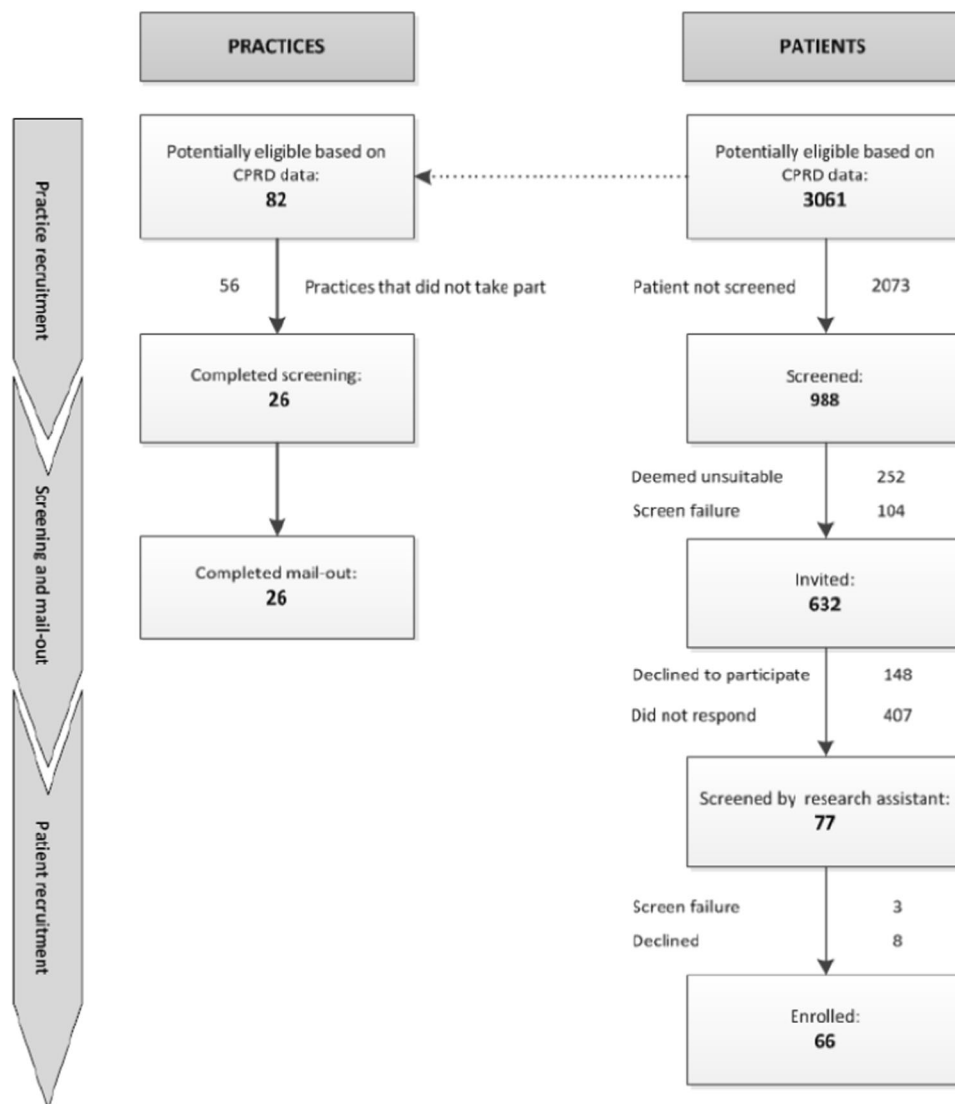 PRACTICES
PATIENTS
Practice recruitment
Screening and mail-out
Patient recruitment
Potentially eligible based on
CPRD data:
82
56 Practices that did not take part
Completed screening:
26
Completed mail-out:
26
Potentially eligible based on
CPRD data:
3061
Patient not screened 2073
Screened:
988
Deemed unsuitable 252
Screen failure 104
Invited:
632
Declined to participate 148
Did not respond 407
Screened by research assistant:
77
Screen failure 3
Declined 8
Enrolled:
66